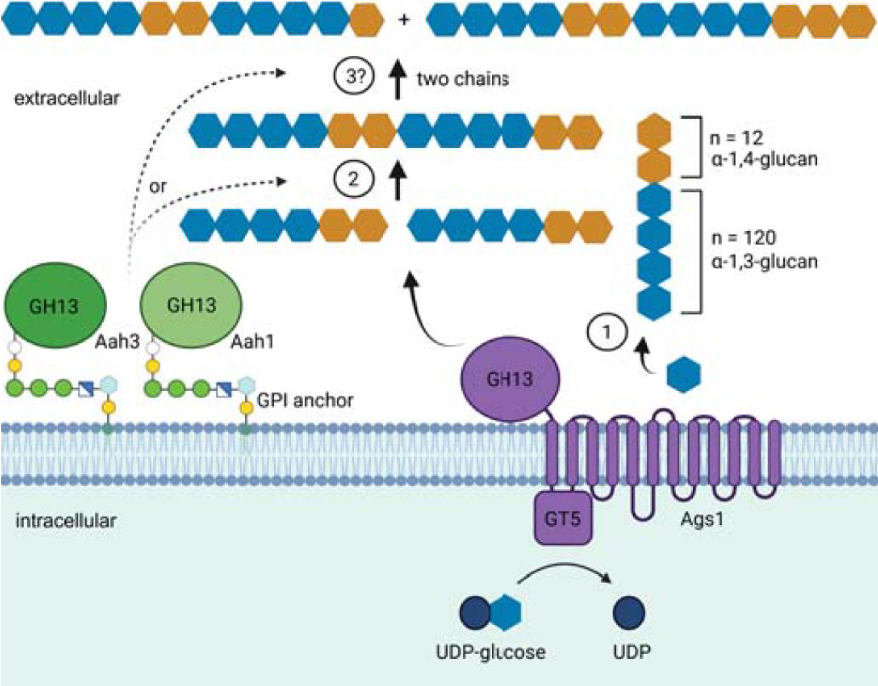 +
3?
two chains
extracellular
n = 12
α-1,4-glucan
2
or
n = 120
α-1,3-glucan
GH13
GH13
1
Aah3
Aah1
GH13
GPI anchor
intracellular
GT5
Ags1
UDP-glucose
UDP